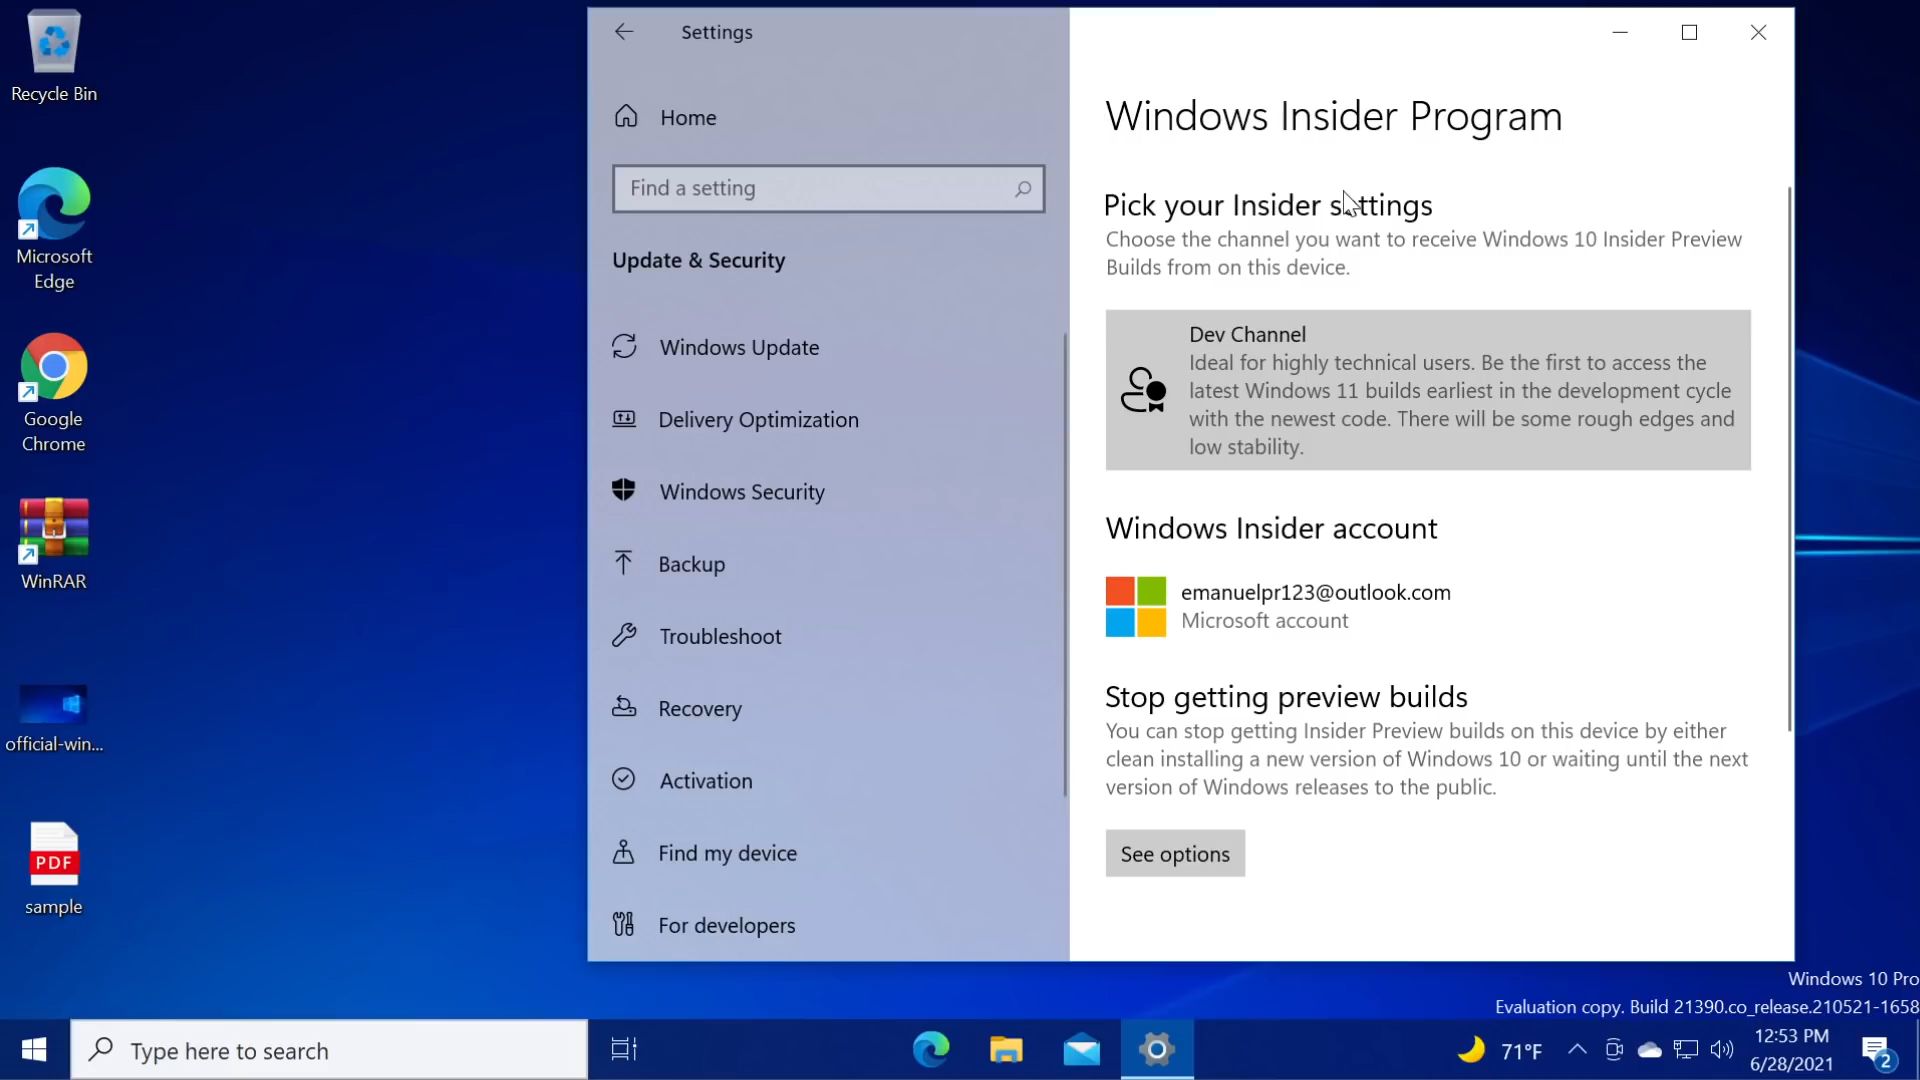 Recycle Bin
Microsoft
Edge
Google
Chrome
WinRAR
official-win...
PDF
sample
Settings
Home
Find a setting
Update & Security
Windows Update
Delivery Optimization
Windows Security
Backup
Troubleshoot
Recovery
Activation
Find my device
For developers
Windows Insider Program
Pick your Insider settings
Choose the channel you want to receive Windows 10 Insider Preview
Builds from on this device.
Dev Channel
Ideal for highly technical users. Be the first to access the
latest Windows 11 builds earliest in the development cycle
with the newest code. There will be some rough edges and
low stability.
Windows Insider account
emanuelpr123@outlook.com
Microsoft account
Stop getting preview builds
You can stop getting Insider Preview builds on this device by either
clean installing a new version of Windows 10 or waiting until the next
version of Windows releases to the public.
See options
Windows 10 Pro
Evaluation copy. Build 21390.co_release.210521-1658
Type here to search
71°F
12:53 PM
6/28/2021
2